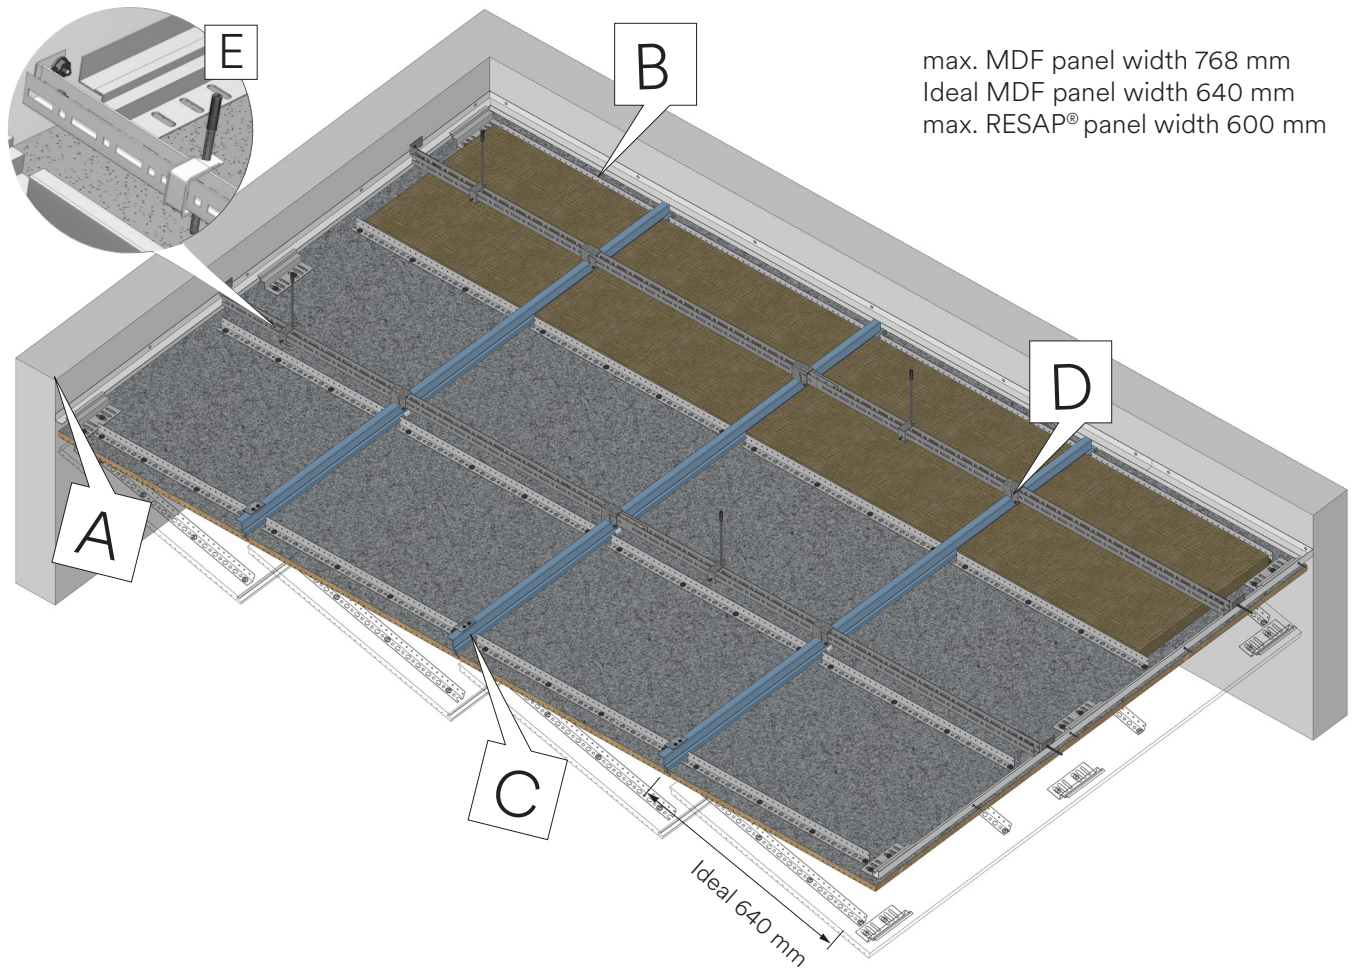 E
B
max. MDF panel width 768 mm
Ideal MDF panel width 640 mm
max. RESAP® panel width 600 mm
D
A
C
Ideal 640 mm